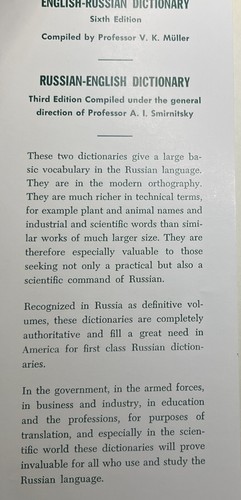 ENGLISH-RUSSIAN DICTIONARY
Sixth Edition
Compiled by Professor V. K. Müller
RUSSIAN-ENGLISH DICTIONARY
Third Edition Compiled under the general
direction of Professor A. I. Smirnitsky
These two dictionaries give a large ba-
sic vocabulary in the Russian language.
They are in the modern orthography.
They are much richer in technical terms,
for example plant and animal names and
industrial and scientific words than simi-
lar works of much larger size. They are
therefore especially valuable to those
seeking not only a practical but also a
scientific command of Russian.
Recognized in Russia as definitive vol-
umes, these dictionaries are completely
authoritative and fill a great need in
America for first class Russian diction-
aries.
In the government, in the armed forces,
in business and industry, in education
and the professions, for purposes of
translation, and especially in the scien-
tific world these dictionaries will prove
invaluable for all who use and study the
Russian language.